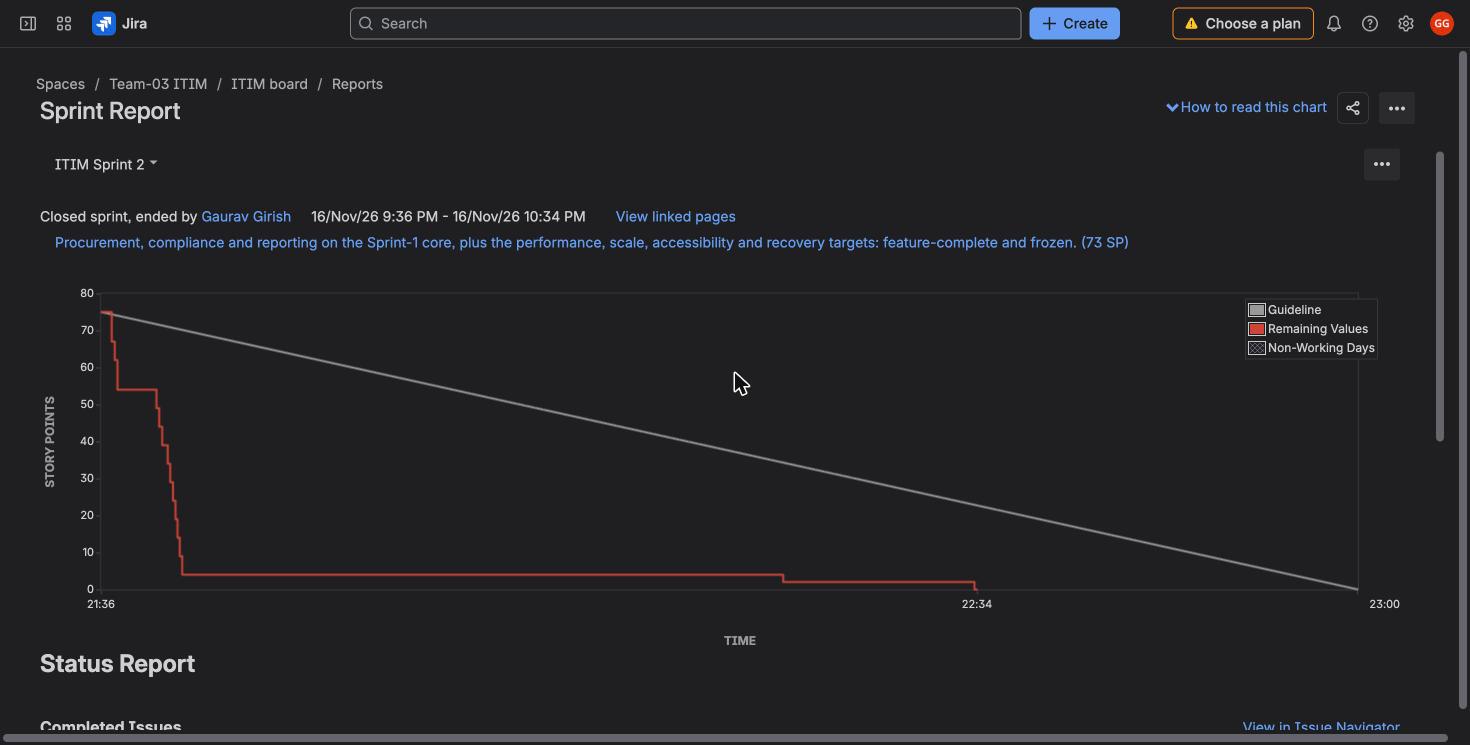 Jira
Search
+ Create
Choose a plan
GG
Spaces / Team-03 ITIM / ITIM board / Reports
Sprint Report
How to read this chart
ITIM Sprint 2
Closed sprint, ended by Gaurav Girish 16/Nov/26 9:36 PM - 16/Nov/26 10:34 PM View linked pages
Procurement, compliance and reporting on the Sprint-1 core, plus the performance, scale, accessibility and recovery targets: feature-complete and frozen. (73 SP)
80
70
60
50
40
30
20
10
0
STORY POINTS
Guideline
Remaining Values
Non-Working Days
21:36
22:34
23:00
TIME
Status Report
Completed Issues
View in Issue Navigator